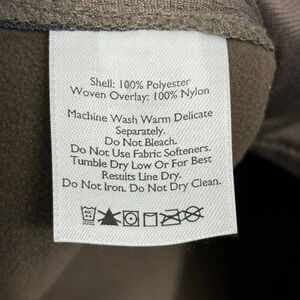 Shell: 100% Polyester
Woven Overlay: 100% Nylon
Machine Wash Warm Delicate
Separately.
Do Not Bleach.
Do Not Use Fabric Softeners.
Tumble Dry Low Or For Best
Results Line Dry.
Do Not Iron. Do Not Dry Clean.